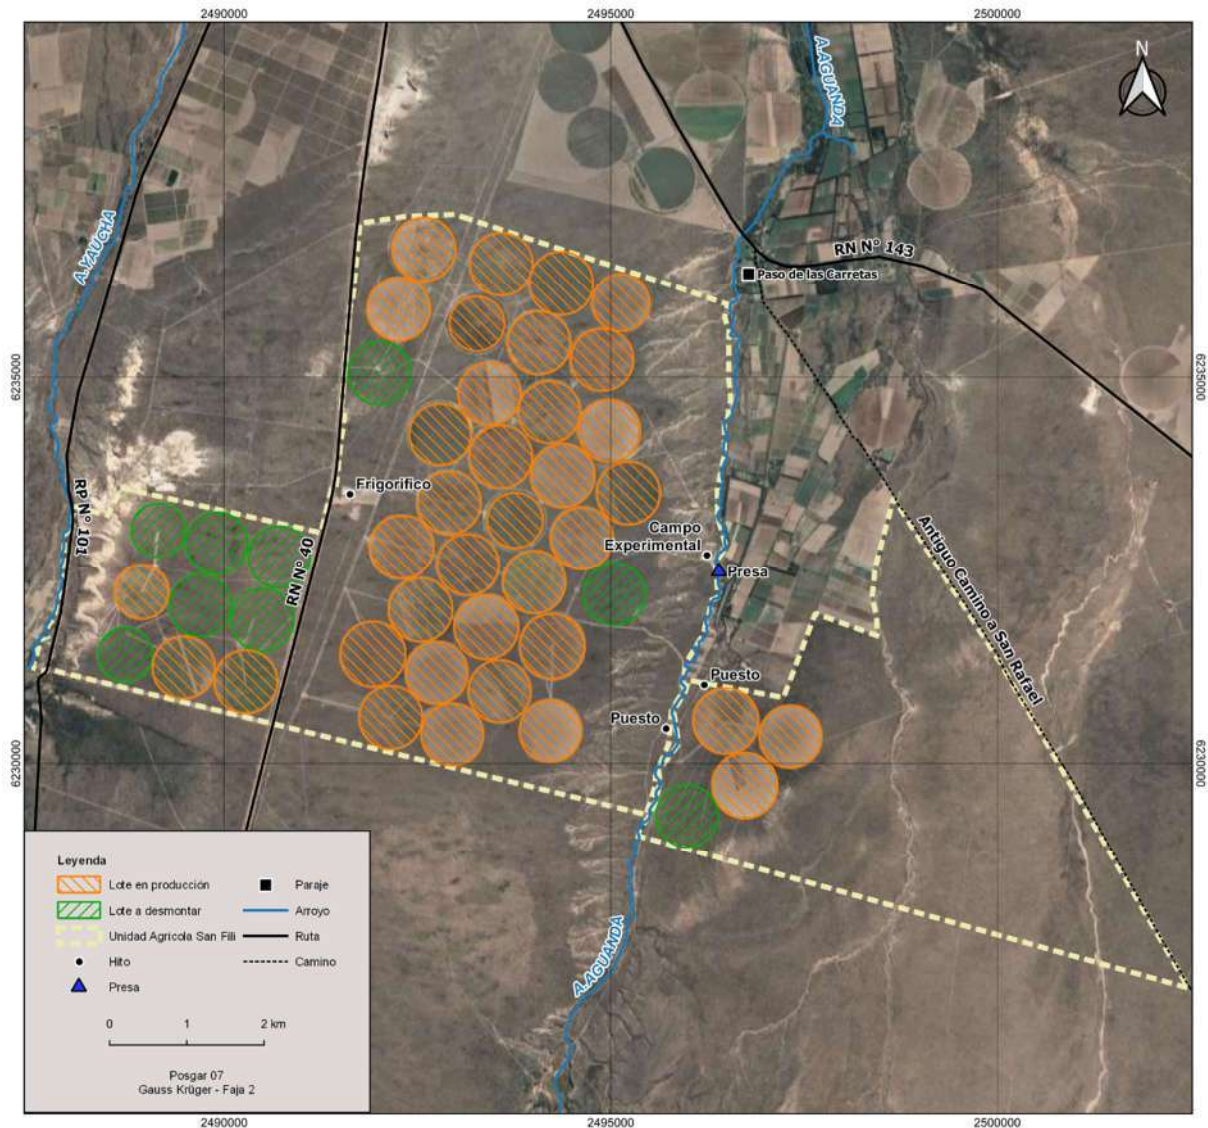 2490000
2495000
2500000
N
A.AGUANDA
A.YAUCHA
RN N° 143
Paso de las Carretas
6235000
6235000
Frigorifico
RP N° 101
RN N° 40
Campo
Experimental
Presa
Antiguo Camino a San Rafael
Puesto
Puesto
6230000
6230000
A.AGUANDA
Leyenda
Lote en producción
Paraje
Lote a desmontar
Arroyo
Unidad Agrícola San Fili
Ruta
Hito
Camino
Presa
0 1 2 km
Posgar 07
Gauss Krüger - Faja 2
2490000
2495000
2500000